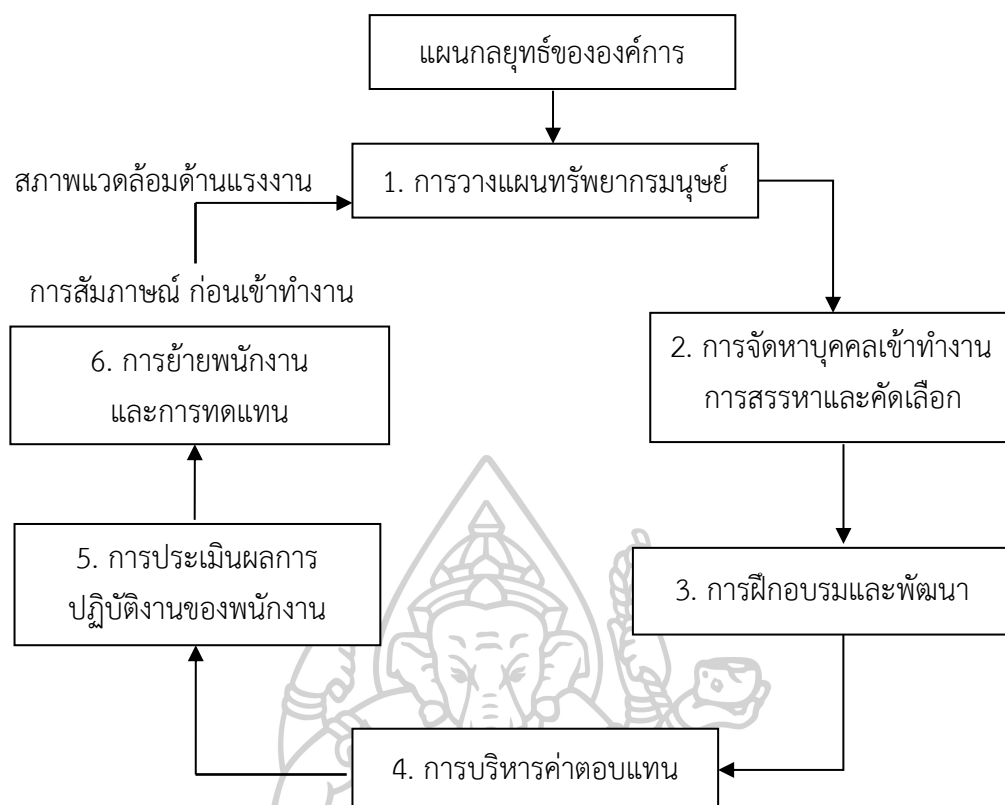 แผนกลยุทธ์ขององค์การ
สภาพแวดล้อมด้านแรงงาน
1. การวางแผนทรัพยากรมนุษย์
การสัมภาษณ์ ก่อนเข้าทำงาน
2. การจัดหาบุคคลเข้าทำงาน
การสรรหาและคัดเลือก
3. การฝึกอบรมและพัฒนา
4. การบริหารค่าตอบแทน
5. การประเมินผลการ
ปฏิบัติงานของพนักงาน
6. การย้ายพนักงาน
และการทดแทน